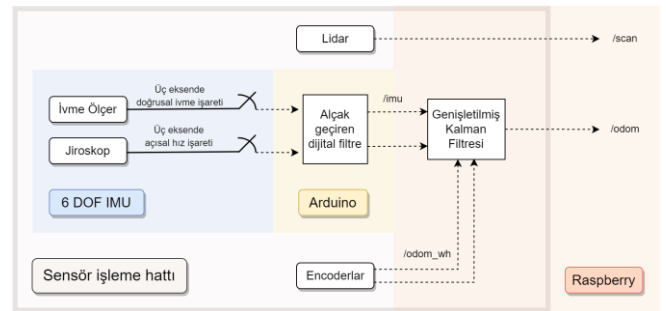 Lidar
/scan
Üç eksende
doğrusal ivme işareti
İvme Ölçer
/imu
Alçak
geçiren
dijital filtre
Genişletilmiş
Kalman
Filtresi
/odom
Üç eksende
açısal hız işareti
Jiroskop
6 DOF IMU
Arduino
/odom_wh
Sensör işleme hattı
Encoderlar
Raspberry